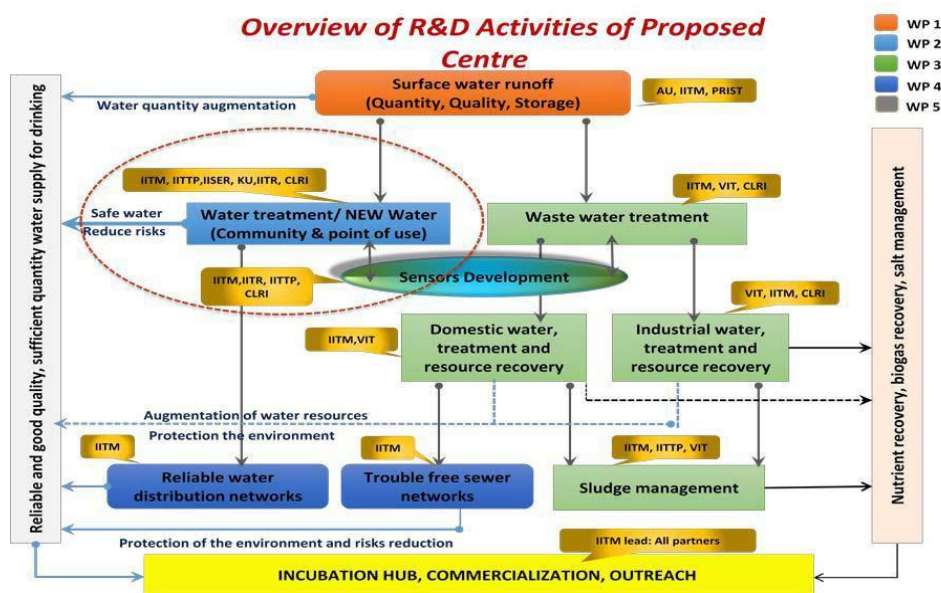 Overview of R&D Activities of Proposed
Centre
WP 1
WP 2
WP 3
WP 4
WP 5
Surface water runoff
(Quantity, Quality, Storage)
AU, IITM, PRIST
Water quantity augmentation
Reliable and good quality, sufficient quantity water supply for drinking
IITM, IITTP,IISER, KU,IITR, CLRI
IITM, VIT, CLRI
Safe water
Reduce risks
Water treatment/ NEW Water
(Community & point of use)
Waste water treatment
Sensors Development
IITM,IITR, IITTP,
CLRI
VIT, IITM, CLRI
IITM,VIT
Domestic water,
treatment and
resource recovery
Industrial water,
treatment and
resource recovery
Nutrient recovery, biogas recovery, salt management
Augmentation of water resources
Protection the environment
IITM
IITM
IITM, IITTP, VIT
Reliable water
distribution networks
Trouble free sewer
networks
Sludge management
Protection of the environment and risks reduction
IITM lead: All partners
INCUBATION HUB, COMMERCIALIZATION, OUTREACH